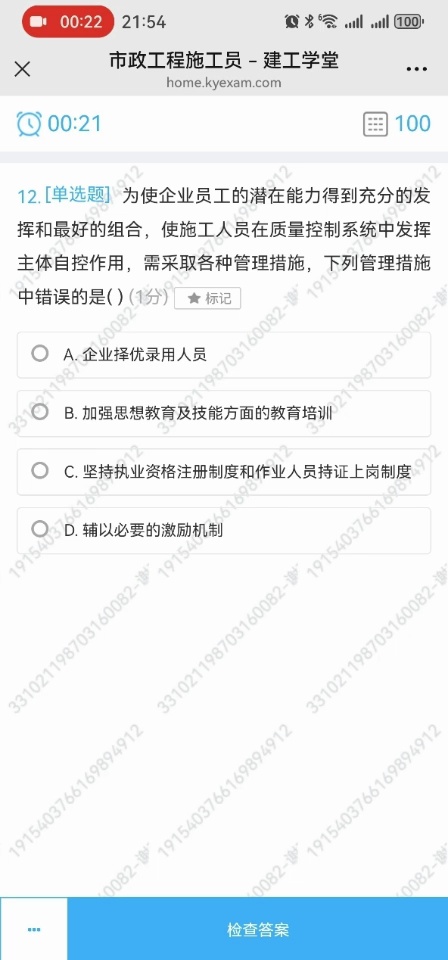 00:22 21:54 6 100
市政工程施工员 - 建工学堂
home.kyexam.com
00:21 100
12.[单选题] 为使企业员工的潜在能力得到充分的发
挥和最好的组合，使施工人员在质量控制系统中发挥
主体自控作用，需采取各种管理措施，下列管理措施
中错误的是( ) (1分) ★ 标记
A. 企业择优录用人员
B. 加强思想教育及技能方面的教育培训
C. 坚持执业资格注册制度和作业人员持证上岗制度
D. 辅以必要的激励机制
检查答案